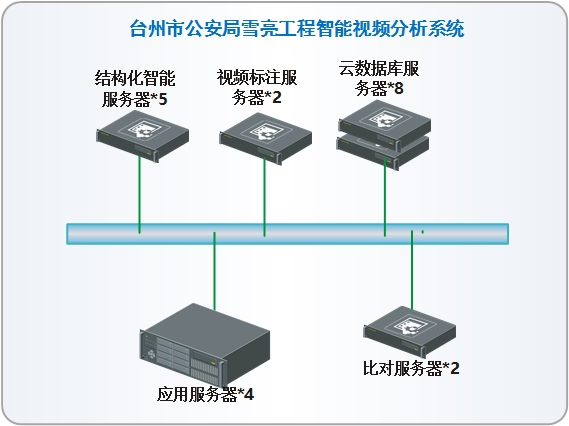 台州市公安局雪亮工程智能视频分析系统
结构化智能
服务器*5
视频标注服
务器*2
云数据库服
务器*8
应用服务器*4
比对服务器*2